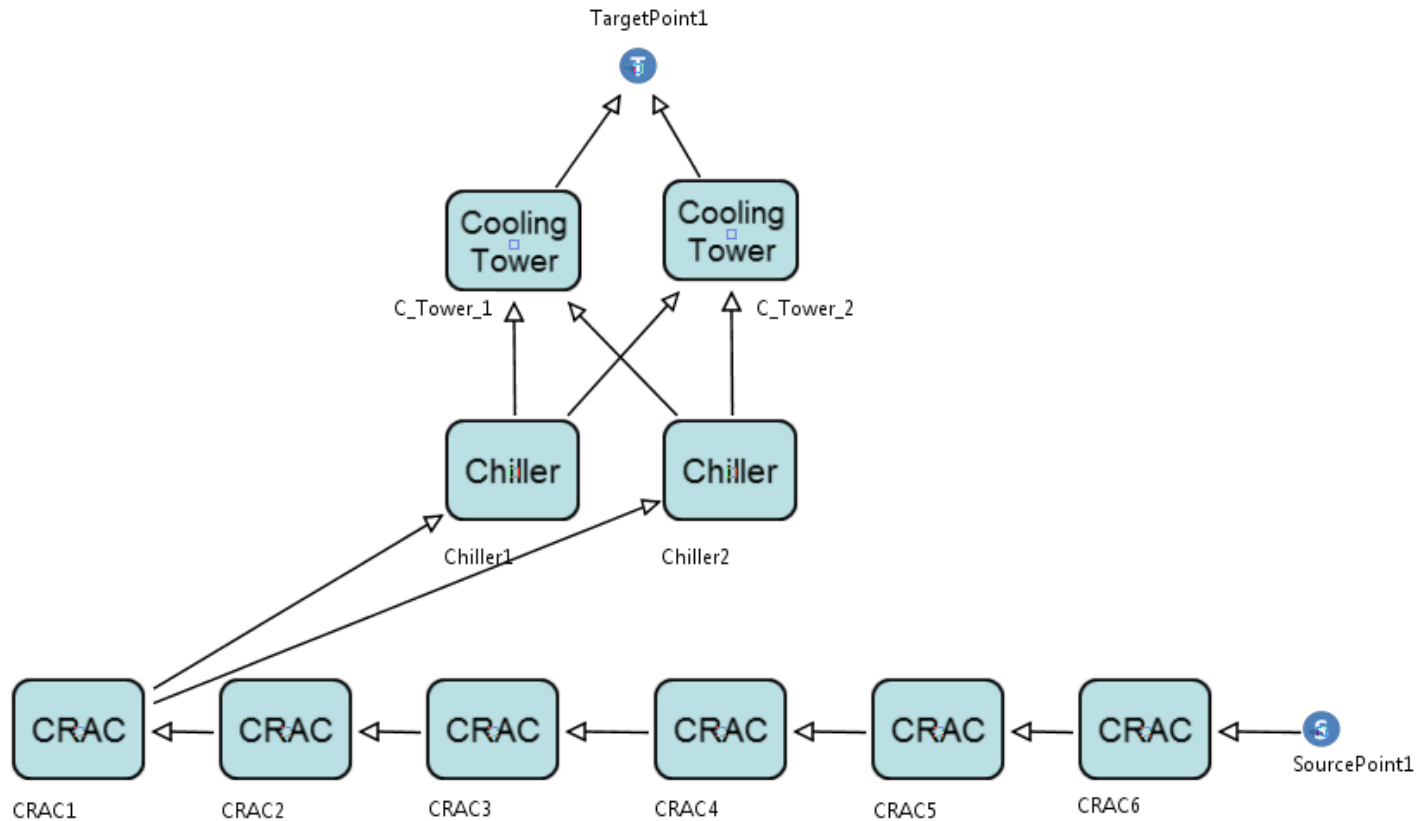 TargetPoint1
T
Cooling
Tower
Cooling
Tower
C_Tower_1
C_Tower_2
Chiller
Chiller
Chiller1
Chiller2
CRAC
CRAC
CRAC
CRAC
CRAC
CRAC
S
SourcePoint1
CRAC1
CRAC2
CRAC3
CRAC4
CRAC5
CRAC6